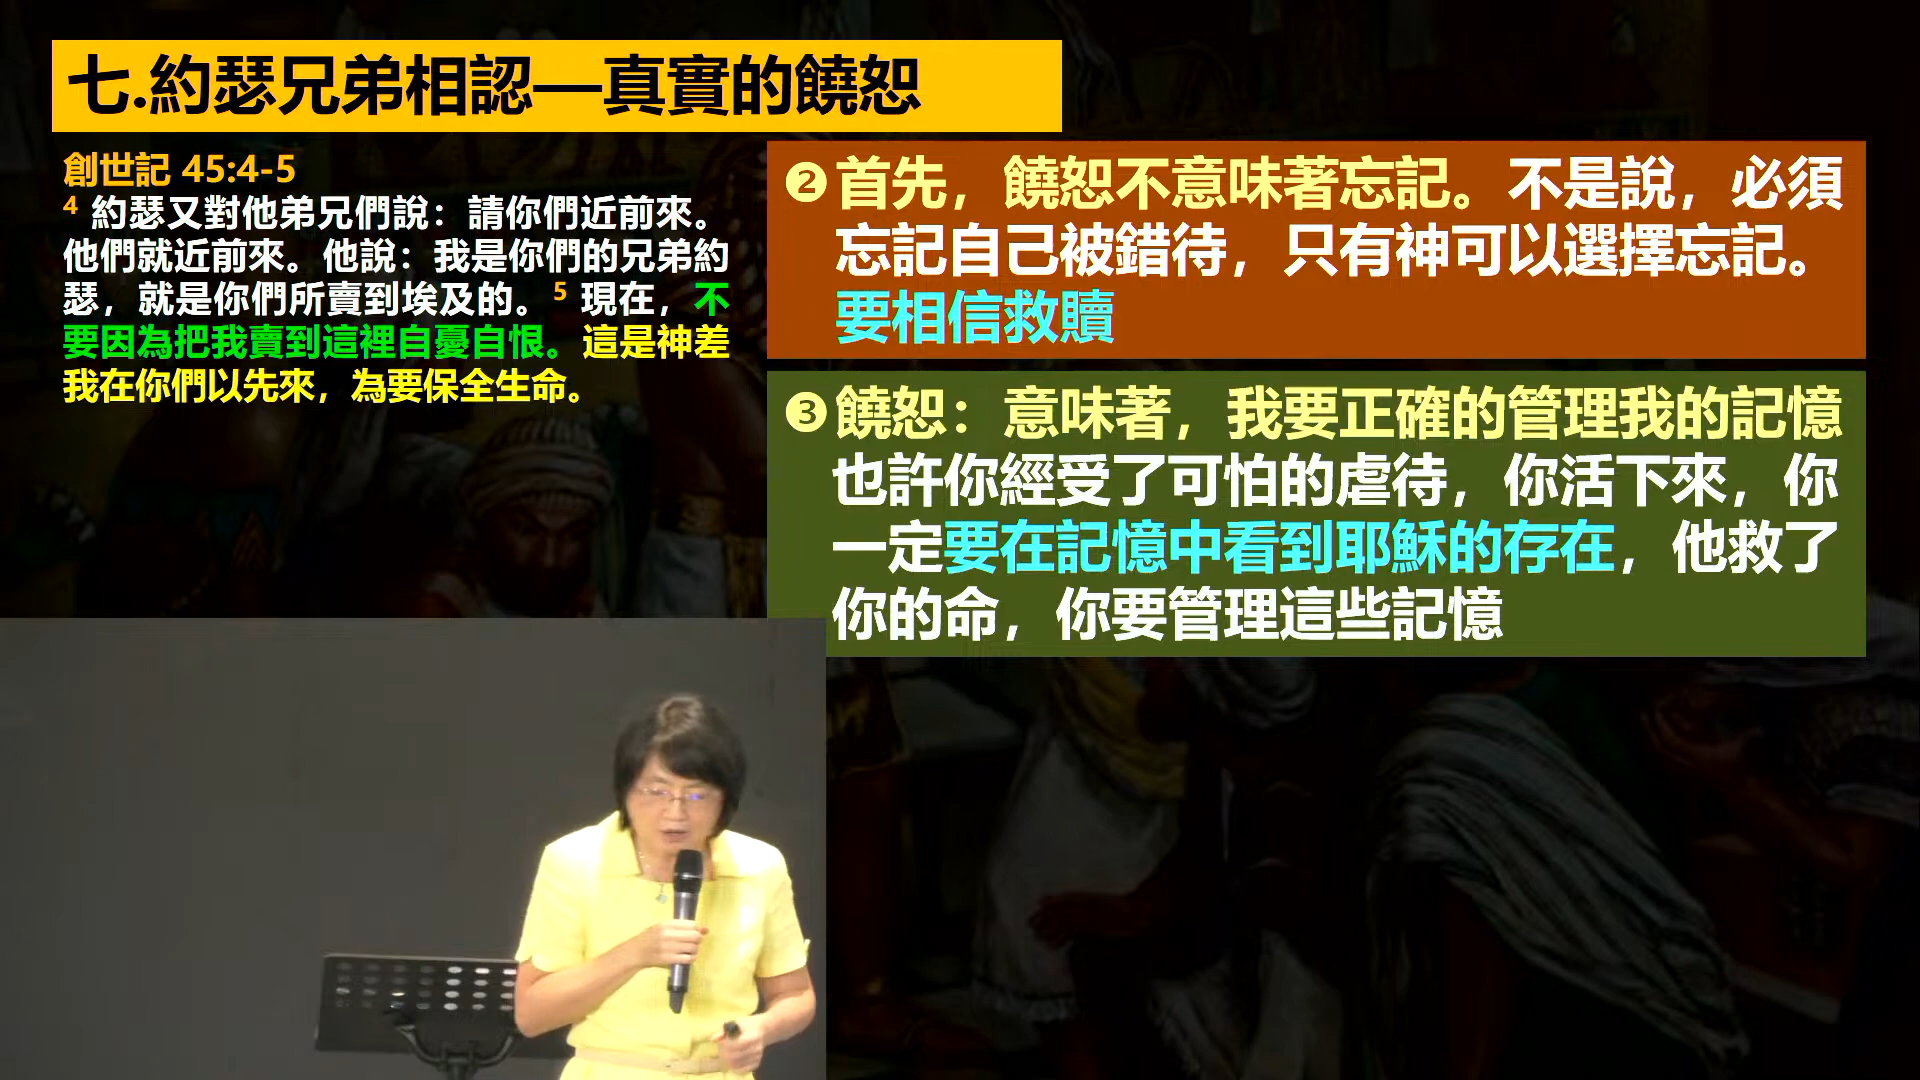 七.約瑟兄弟相認—真實的饒恕
創世記 45:4-5
4 約瑟又對他弟兄們說：請你們近前來。
他們就近前來。他說：我是你們的兄弟約
瑟，就是你們所賣到埃及的。5 現在，不
要因為把我賣到這裡自憂自恨。這是神差
我在你們以先來，為要保全生命。
❷首先，饒恕不意味著忘記。不是說，必須
忘記自己被錯待，只有神可以選擇忘記。
要相信救贖
❸饒恕：意味著，我要正確的管理我的記憶
也許你經受了可怕的虐待，你活下來，你
一定要在記憶中看到耶穌的存在，他救了
你的命，你要管理這些記憶